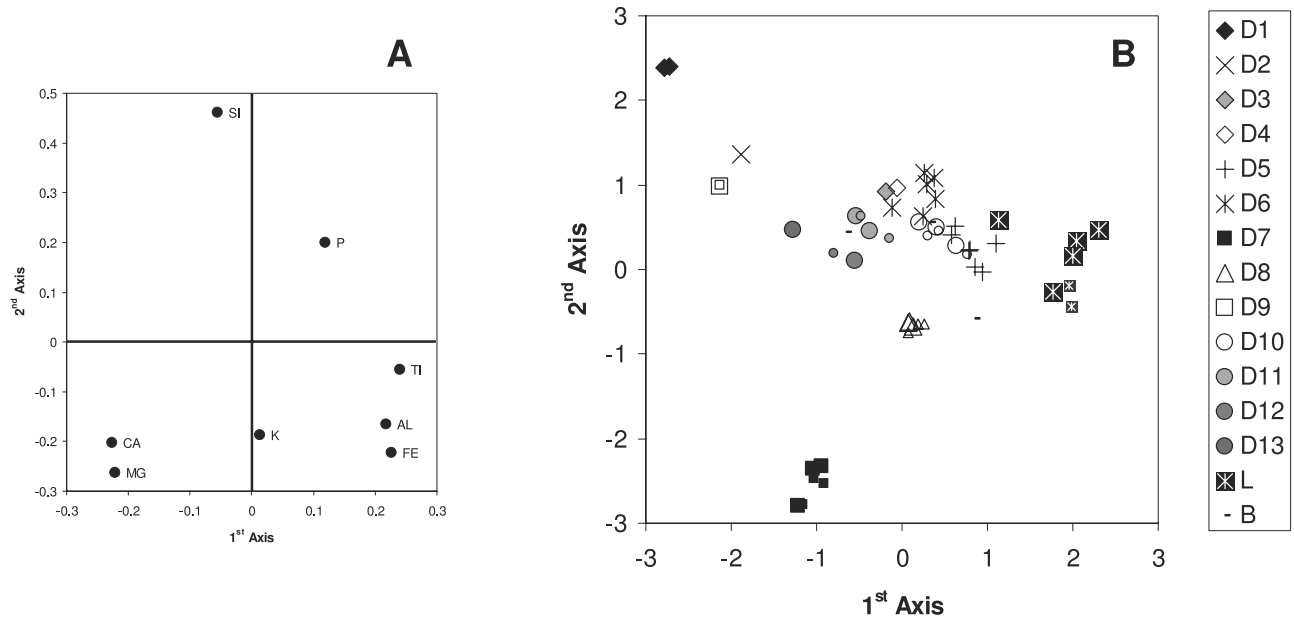 A
0.5
0.4
0.3
0.2
0.1
0
-0.1
-0.2
-0.3
-0.3 -0.2 -0.1 0 0.1 0.2 0.3
1st Axis
2nd Axis
SI
P
TI
AL
FE
K
CA
MG
B
3
2
1
0
-1
-2
-3
-3 -2 -1 0 1 2 3
1st Axis
2nd Axis
D1
D2
D3
D4
D5
D6
D7
D8
D9
D10
D11
D12
D13
L
B